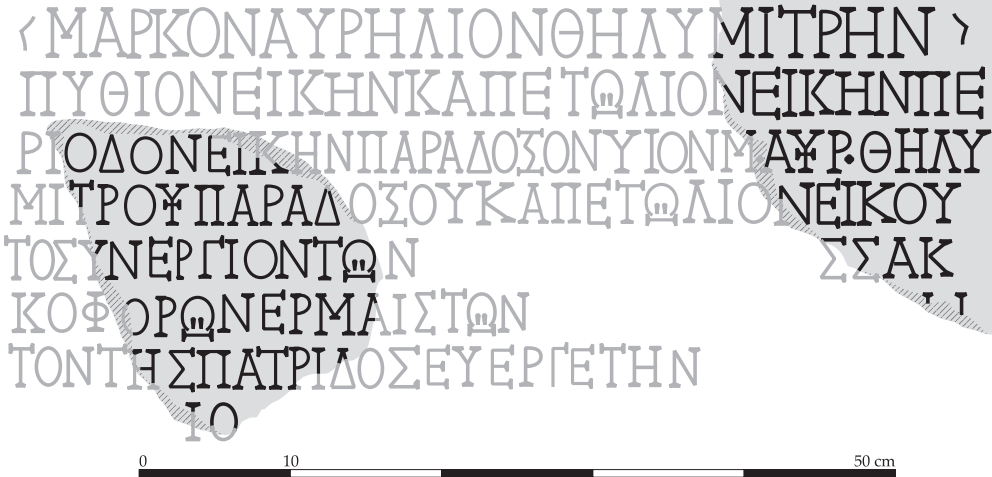 〈 ΜΑΡΚΟΝΑΥΡΗΛΙΟΝΘΗΛΥΜΙΤΡΗΝ 〉
ΠΥΘΙΟΝΕΙΚΗΝΚΑΠΕΤΩΛΙΟΝΕΙΚΗΝΠΕ
ΡΙΟΔΟΝΕΙΚΗΝΠΑΡΑΔΟΞΟΝΥΙΟΝΜΑΥΡ·ΘΗΛΥ
ΜΙΤΡΟΥΠΑΡΑΔΟΞΟΥΚΑΠΕΤΩΛΙΟΝΕΙΚΟΥ
ΤΟΣΥΝΕΡΓΙΟΝΤΩΝ ΣΣΑΚ
ΚΟΦΟΡΩΝΕΡΜΑΙΣΤΩΝ
ΤΟΝΤΗΣΠΑΤΡΙΔΟΣΕΥΕΡΓΕΤΗΝ
ΙΟ
0 10 50 cm